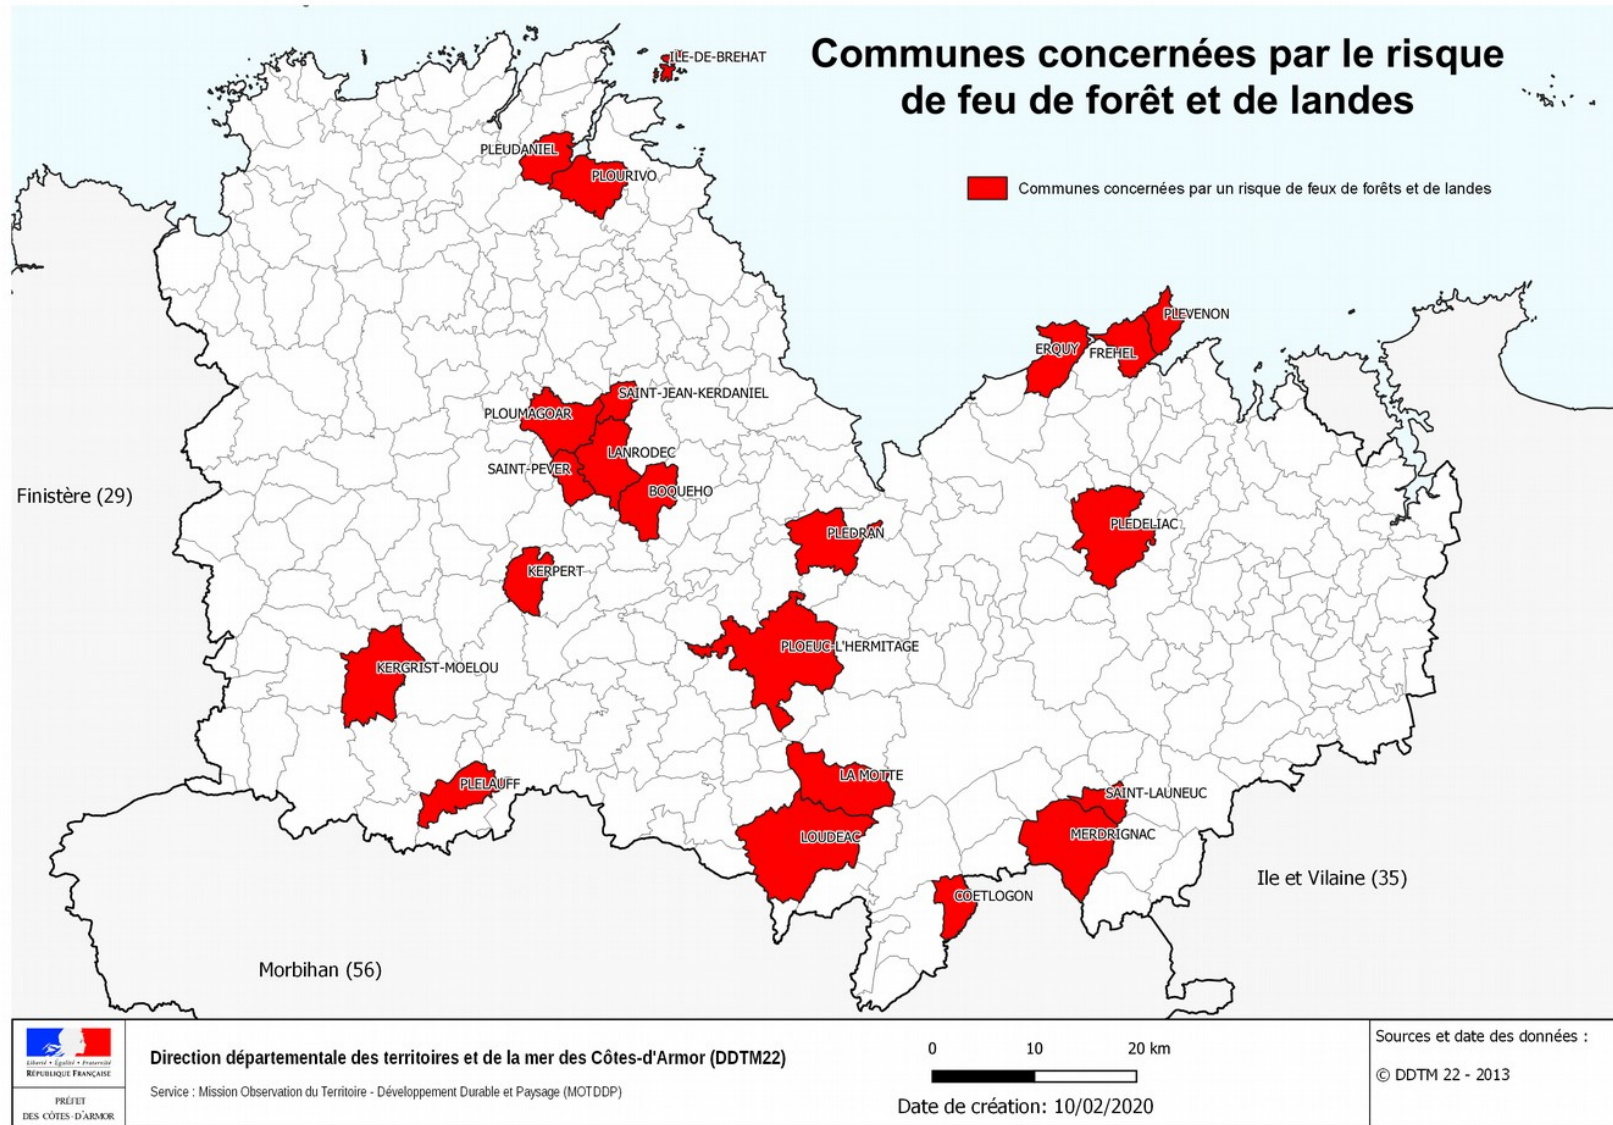 Communes concernées par le risque
de feu de forêt et de landes
Communes concernées par un risque de feux de forêts et de landes
ILE-DE-BREHAT
PLEUDANIEL
PLOURIVO
PLEVENON
ERQUY
FREHEL
SAINT-JEAN-KERDANIEL
PLOUMAGOAR
LANRODEC
SAINT-PEVER
BOQUEHO
Finistère (29)
PLEDELIAC
PLEDRAN
KERPERT
PLOEUC-L'HERMITAGE
KERGRIST-MOELOU
LA MOTTE
PLELAUFF
SAINT-LAUNEUC
LOUDEAC
MERDRIGNAC
Ile et Vilaine (35)
COETLOGON
Morbihan (56)
Liberté • Égalité • Fraternité
RÉPUBLIQUE FRANÇAISE
PRÉFET
DES CÔTES-D'ARMOR
Direction départementale des territoires et de la mer des Côtes-d'Armor (DDTM22)
Service : Mission Observation du Territoire - Développement Durable et Paysage (MOTDDP)
0 10 20 km
Date de création: 10/02/2020
Sources et date des données :
© DDTM 22 - 2013